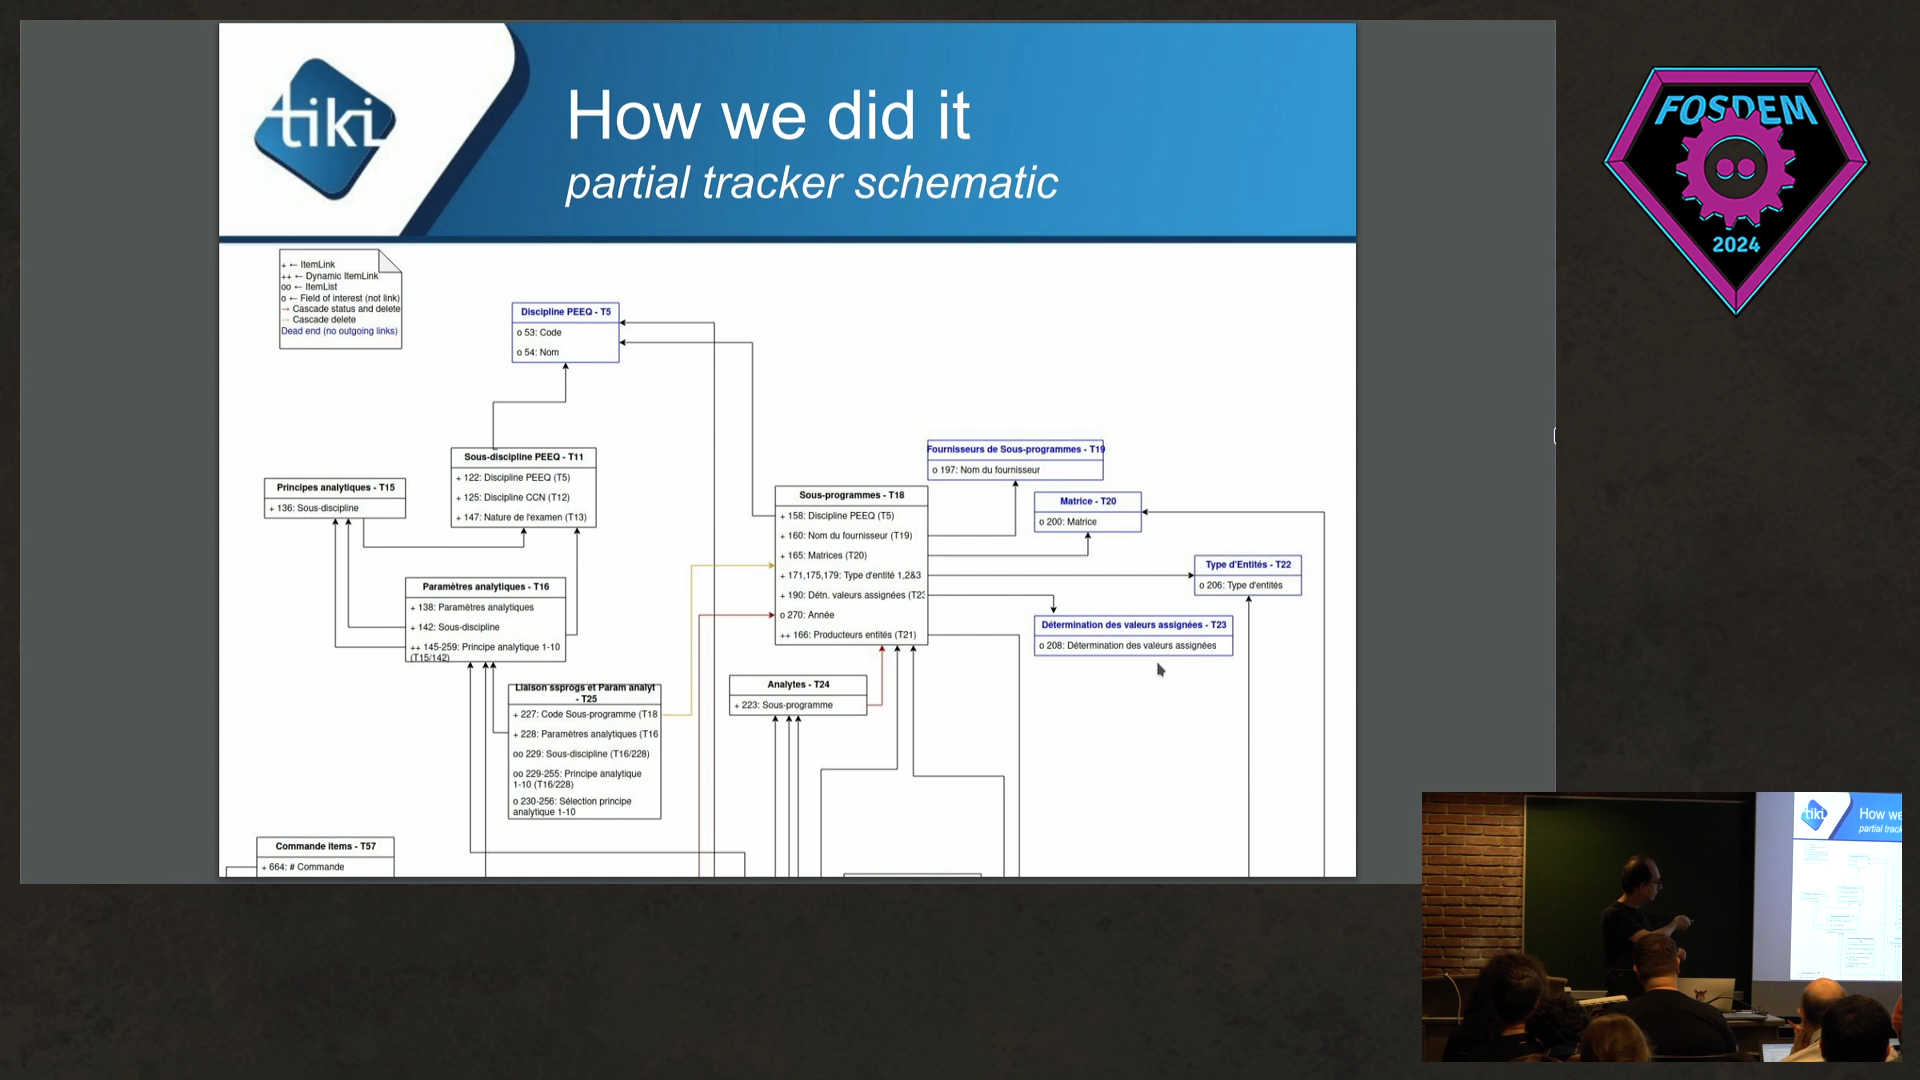 tiki
How we did it
partial tracker schematic
+ ← ItemLink
++ ← Dynamic ItemLink
oo ← ItemList
o ← Field of interest (not link)
→ Cascade status and delete
→ Cascade delete
Dead end (no outgoing links)
Discipline PEEQ - T5
o 53: Code
o 54: Nom
Sous-discipline PEEQ - T11
+ 122: Discipline PEEQ (T5)
+ 125: Discipline CCN (T12)
+ 147: Nature de l'examen (T13)
Principes analytiques - T15
+ 136: Sous-discipline
Paramètres analytiques - T16
+ 138: Paramètres analytiques
+ 142: Sous-discipline
++ 145-259: Principe analytique 1-10
(T15/142)
Liaison ssprogs et Param analyt
- T25
+ 227: Code Sous-programme (T18
+ 228: Paramètres analytiques (T16
oo 229: Sous-discipline (T16/228)
oo 229-255: Principe analytique
1-10 (T16/228)
o 230-256: Sélection principe
analytique 1-10
Commande items - T57
+ 664: # Commande
Sous-programmes - T18
+ 158: Discipline PEEQ (T5)
+ 160: Nom du fournisseur (T19)
+ 165: Matrices (T20)
+ 171,175,179: Type d'entité 1,2&3
+ 190: Détn. valeurs assignées (T23
o 270: Année
++ 166: Producteurs entités (T21)
Analytes - T24
+ 223: Sous-programme
Fournisseurs de Sous-programmes - T19
o 197: Nom du fournisseur
Matrice - T20
o 200: Matrice
Type d'Entités - T22
o 206: Type d'entités
Détermination des valeurs assignées - T23
o 208: Détermination des valeurs assignées
FOSDEM
2024
tiki
How we
partial track